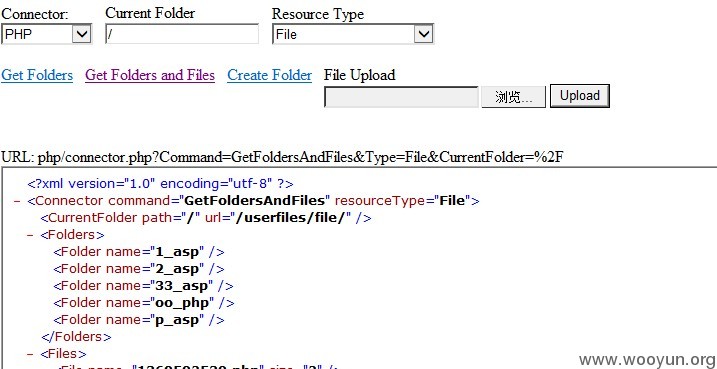 Connector: Current Folder Resource Type
PHP / File
Get Folders Get Folders and Files Create Folder File Upload
浏览... Upload
URL: php/connector.php?Command=GetFoldersAndFiles&Type=File&CurrentFolder=%2F
<?xml version="1.0" encoding="utf-8" ?>
- <Connector command="GetFoldersAndFiles" resourceType="File">
<CurrentFolder path="/" url="/userfiles/file/" />
- <Folders>
<Folder name="1_asp" />
<Folder name="2_asp" />
<Folder name="33_asp" />
<Folder name="oo_php" />
<Folder name="p_asp" />
</Folders>
- <Files>
www.wooyun.org